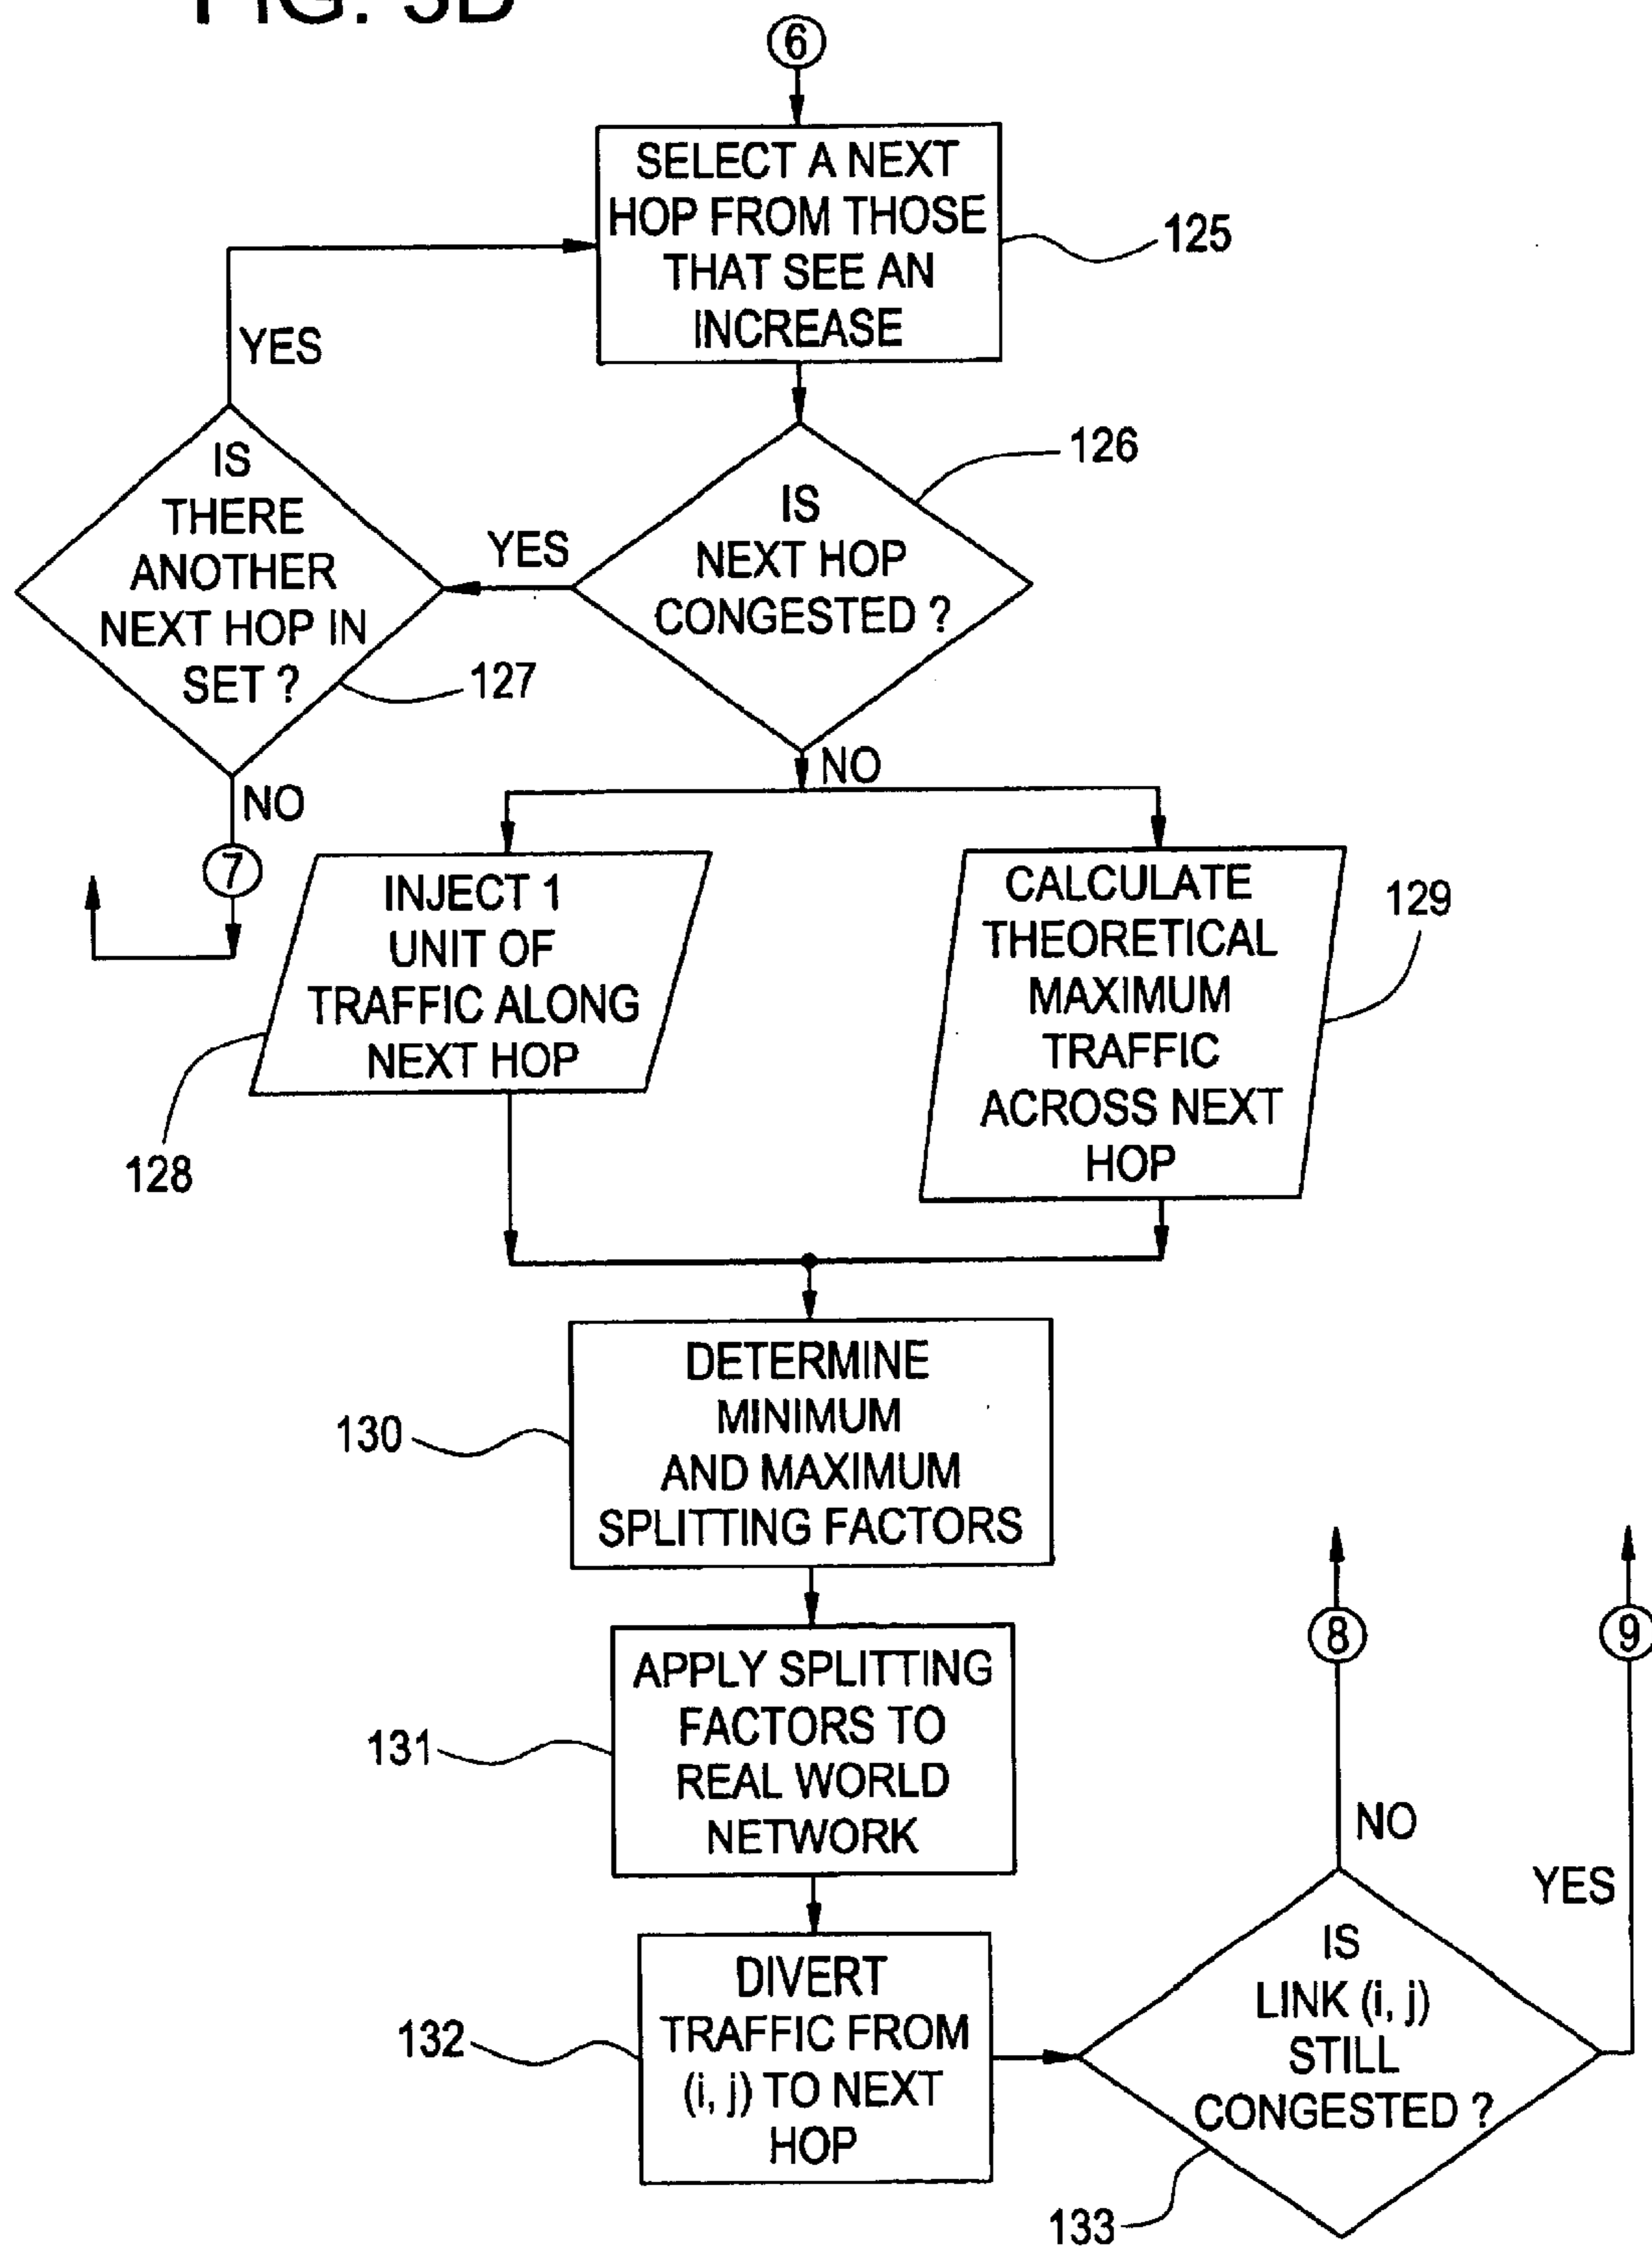 6
SELECT A NEXT
HOP FROM THOSE
THAT SEE AN
INCREASE
125
YES
126
IS
NEXT HOP
CONGESTED ?
YES
IS
THERE
ANOTHER
NEXT HOP IN
SET ?
127
NO
7
NO
INJECT 1
UNIT OF
TRAFFIC ALONG
NEXT HOP
128
CALCULATE
THEORETICAL
MAXIMUM
TRAFFIC
ACROSS NEXT
HOP
129
DETERMINE
MINIMUM
AND MAXIMUM
SPLITTING FACTORS
130
APPLY SPLITTING
FACTORS TO
REAL WORLD
NETWORK
131
DIVERT
TRAFFIC FROM
(i, j) TO NEXT
HOP
132
8
9
NO
YES
IS
LINK (i, j)
STILL
CONGESTED ?
133